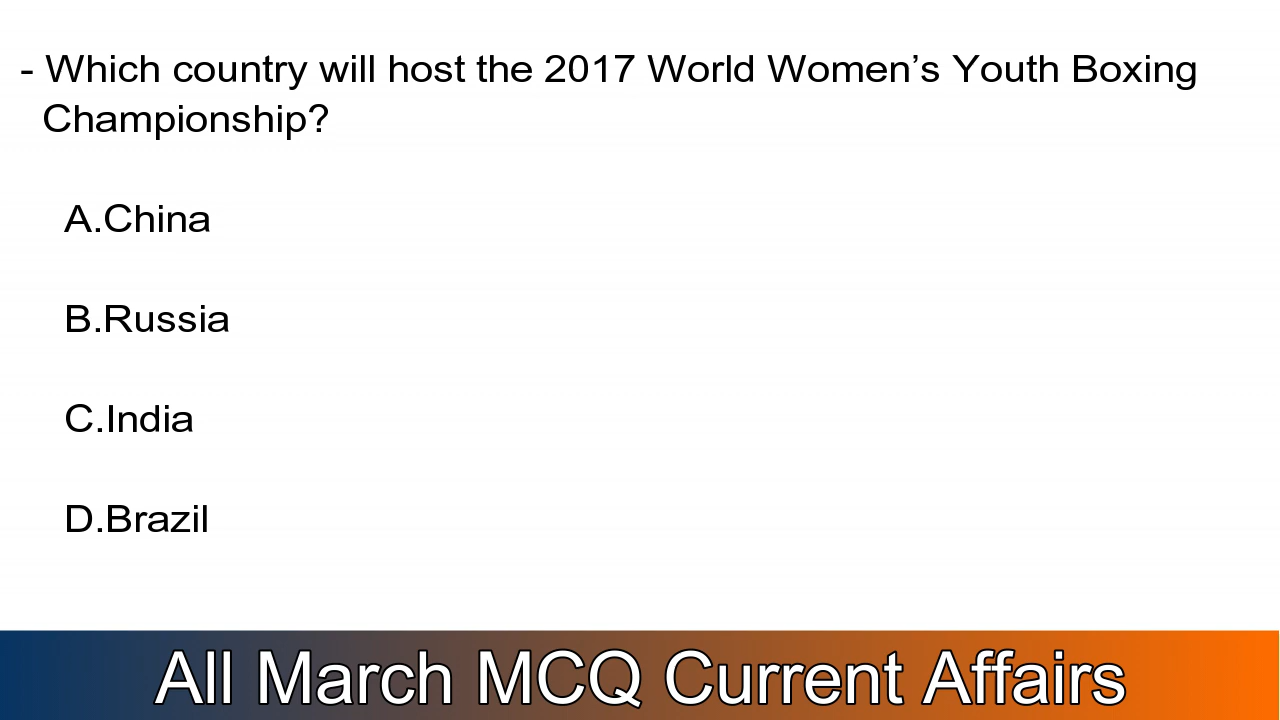 - Which country will host the 2017 World Women’s Youth Boxing
Championship?
A.China
B.Russia
C.India
D.Brazil
All March MCQ Current Affairs